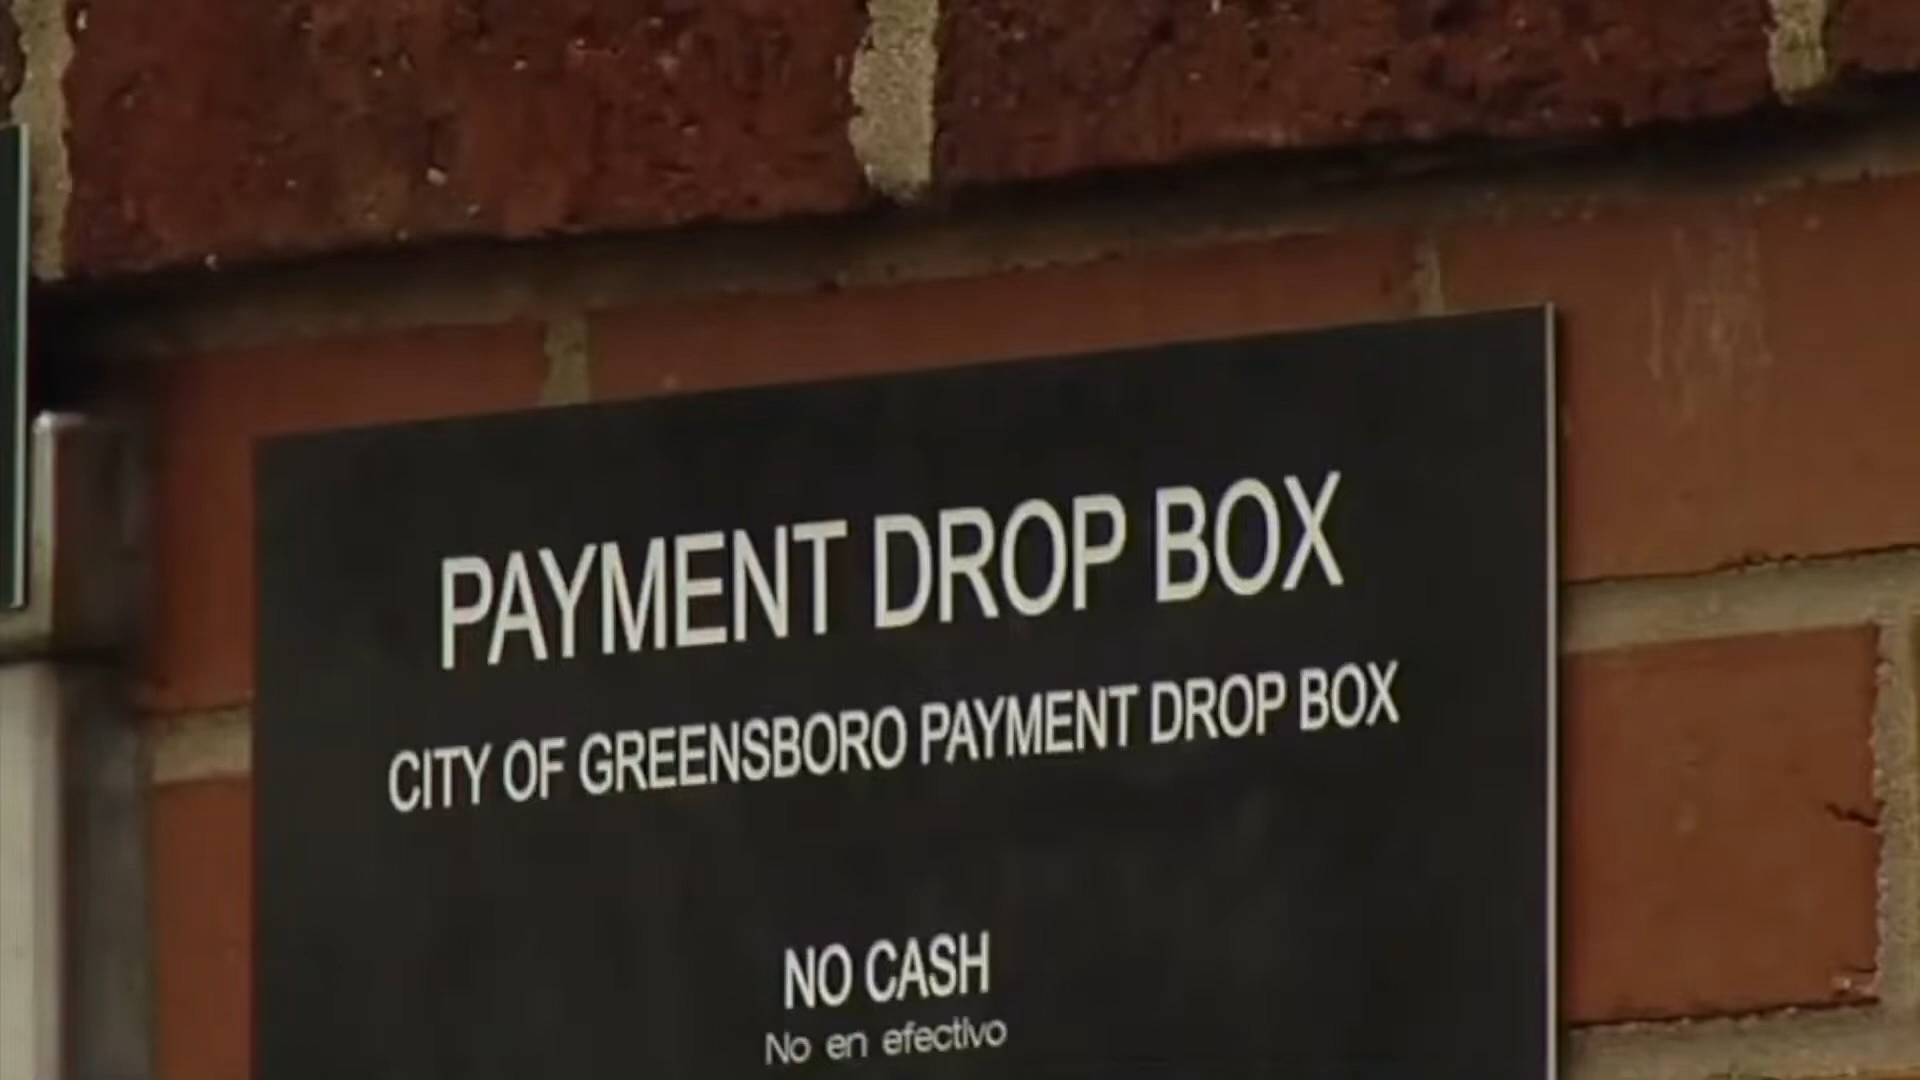 PAYMENT DROP BOX
CITY OF GREENSBORO PAYMENT DROP BOX
NO CASH
No en efectivo